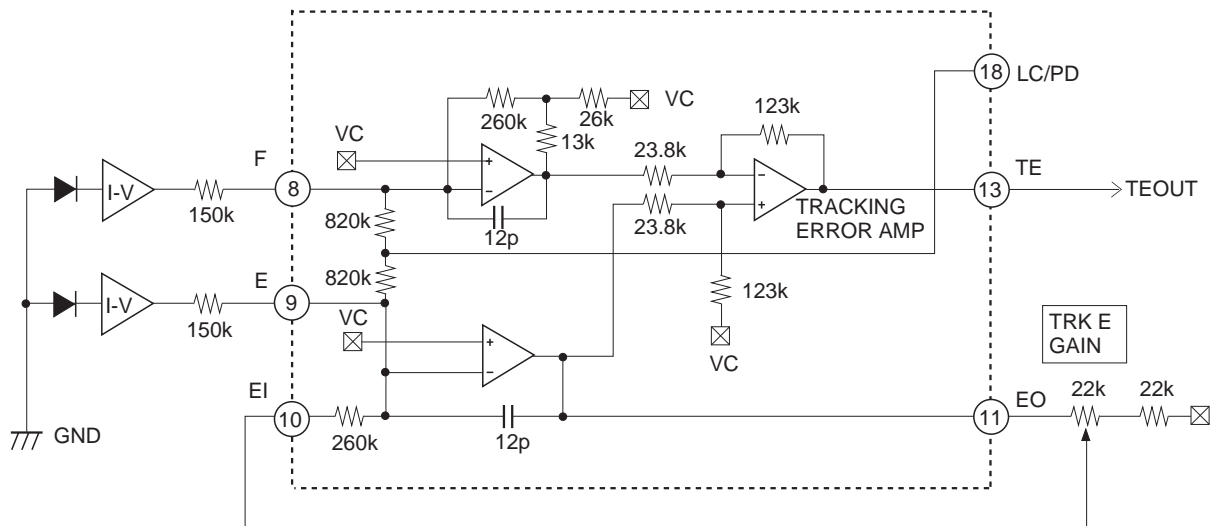 18
LC/PD
VC
260k
26k
13k
123k
VC
F
I-V
8
150k
23.8k
TE
13
TEOUT
820k
12p
23.8k
TRACKING
ERROR AMP
E
I-V
9
150k
820k
123k
VC
VC
TRK E
GAIN
EI
10
260k
12p
11
EO
22k
22k
GND